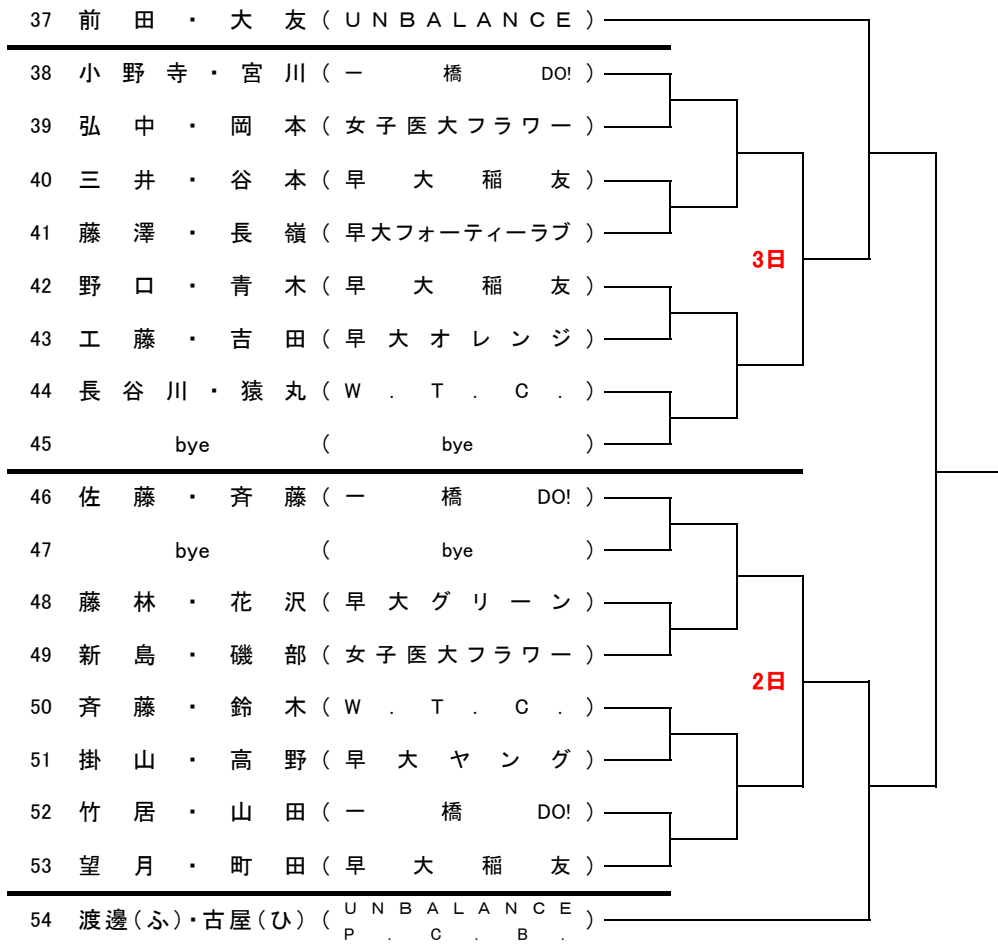 37 前田・大友(UNBALANCE)
38 小野寺・宮川(一橋DO!)
39 弘中・岡本(女子医大フラワー)
40 三井・谷本(早大稲友)
41 藤澤・長嶺(早大フォーティーラブ)
3日
42 野口・青木(早大稲友)
43 工藤・吉田(早大オレンジ)
44 長谷川・猿丸(W.T.C.)
45 bye(bye)
46 佐藤・斉藤(一橋DO!)
47 bye(bye)
48 藤林・花沢(早大グリーン)
49 新島・磯部(女子医大フラワー)
2日
50 斉藤・鈴木(W.T.C.)
51 掛山・高野(早大ヤング)
52 竹居・山田(一橋DO!)
53 望月・町田(早大稲友)
54 渡邊(ふ)・古屋(ひ)(UNBALANCE
P.C.B.)